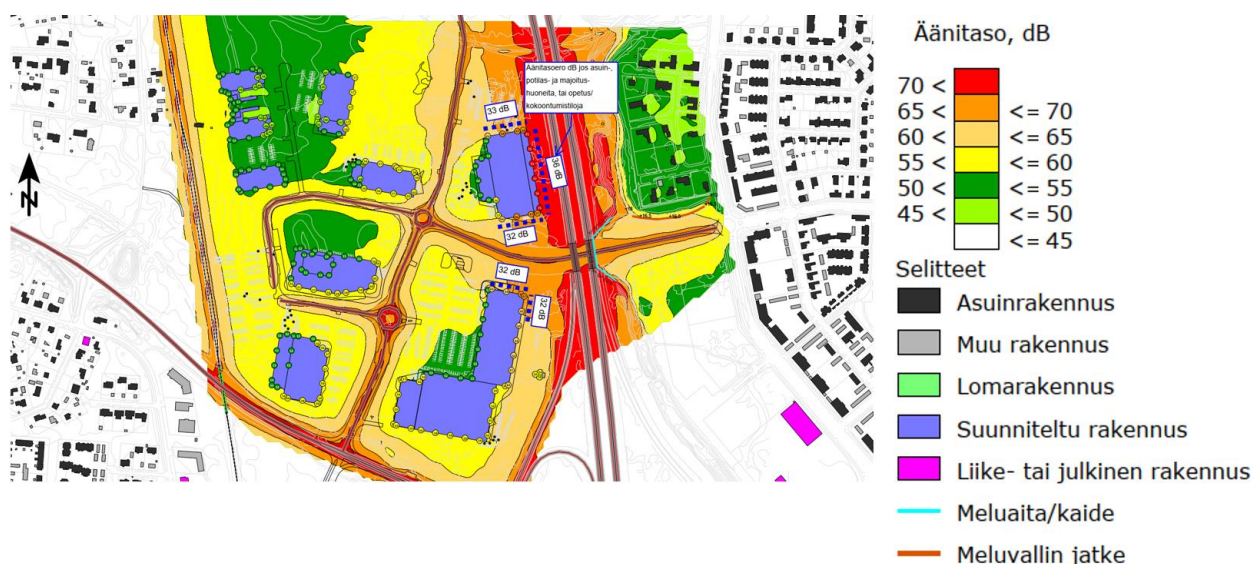 Äänitasoero dB jos asuin-,
potilas- ja majoitus-
huoneita, tai opetus/
kokoontumistiloja
33 dB
36 dB
32 dB
32 dB
32 dB
N
Äänitaso, dB
70 <
65 < <= 70
60 < <= 65
55 < <= 60
50 < <= 55
45 < <= 50
<= 45
Selitteet
Asuinrakennus
Muu rakennus
Lomarakennus
Suunniteltu rakennus
Liike- tai julkinen rakennus
Meluaita/kaide
Meluvallin jatke